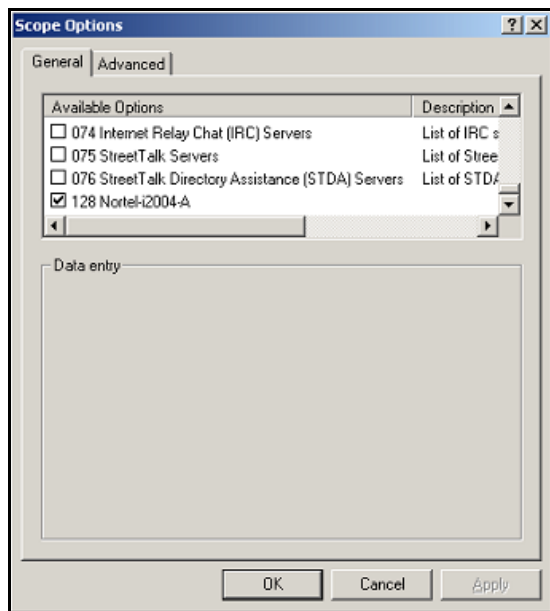 Scope Options
General Advanced
Available Options Description
074 Internet Relay Chat (IRC) Servers List of IRC s
075 StreetTalk Servers List of Stree
076 StreetTalk Directory Assistance (STDA) Servers List of STDA
128 Nortel-i2004-A
Data entry
OK Cancel Apply